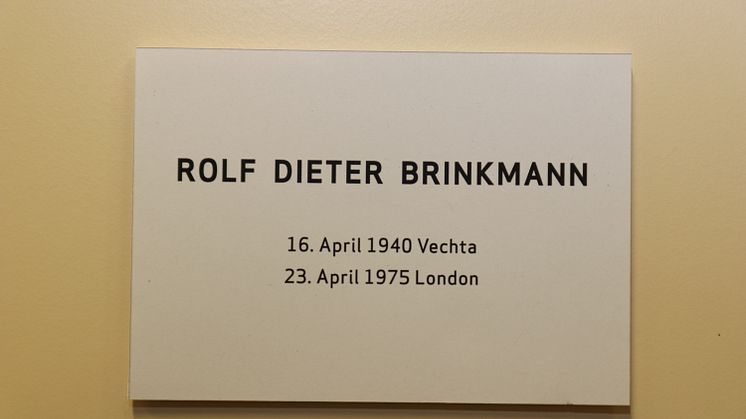 ROLF DIETER BRINKMANN
16. April 1940 Vechta
23. April 1975 London